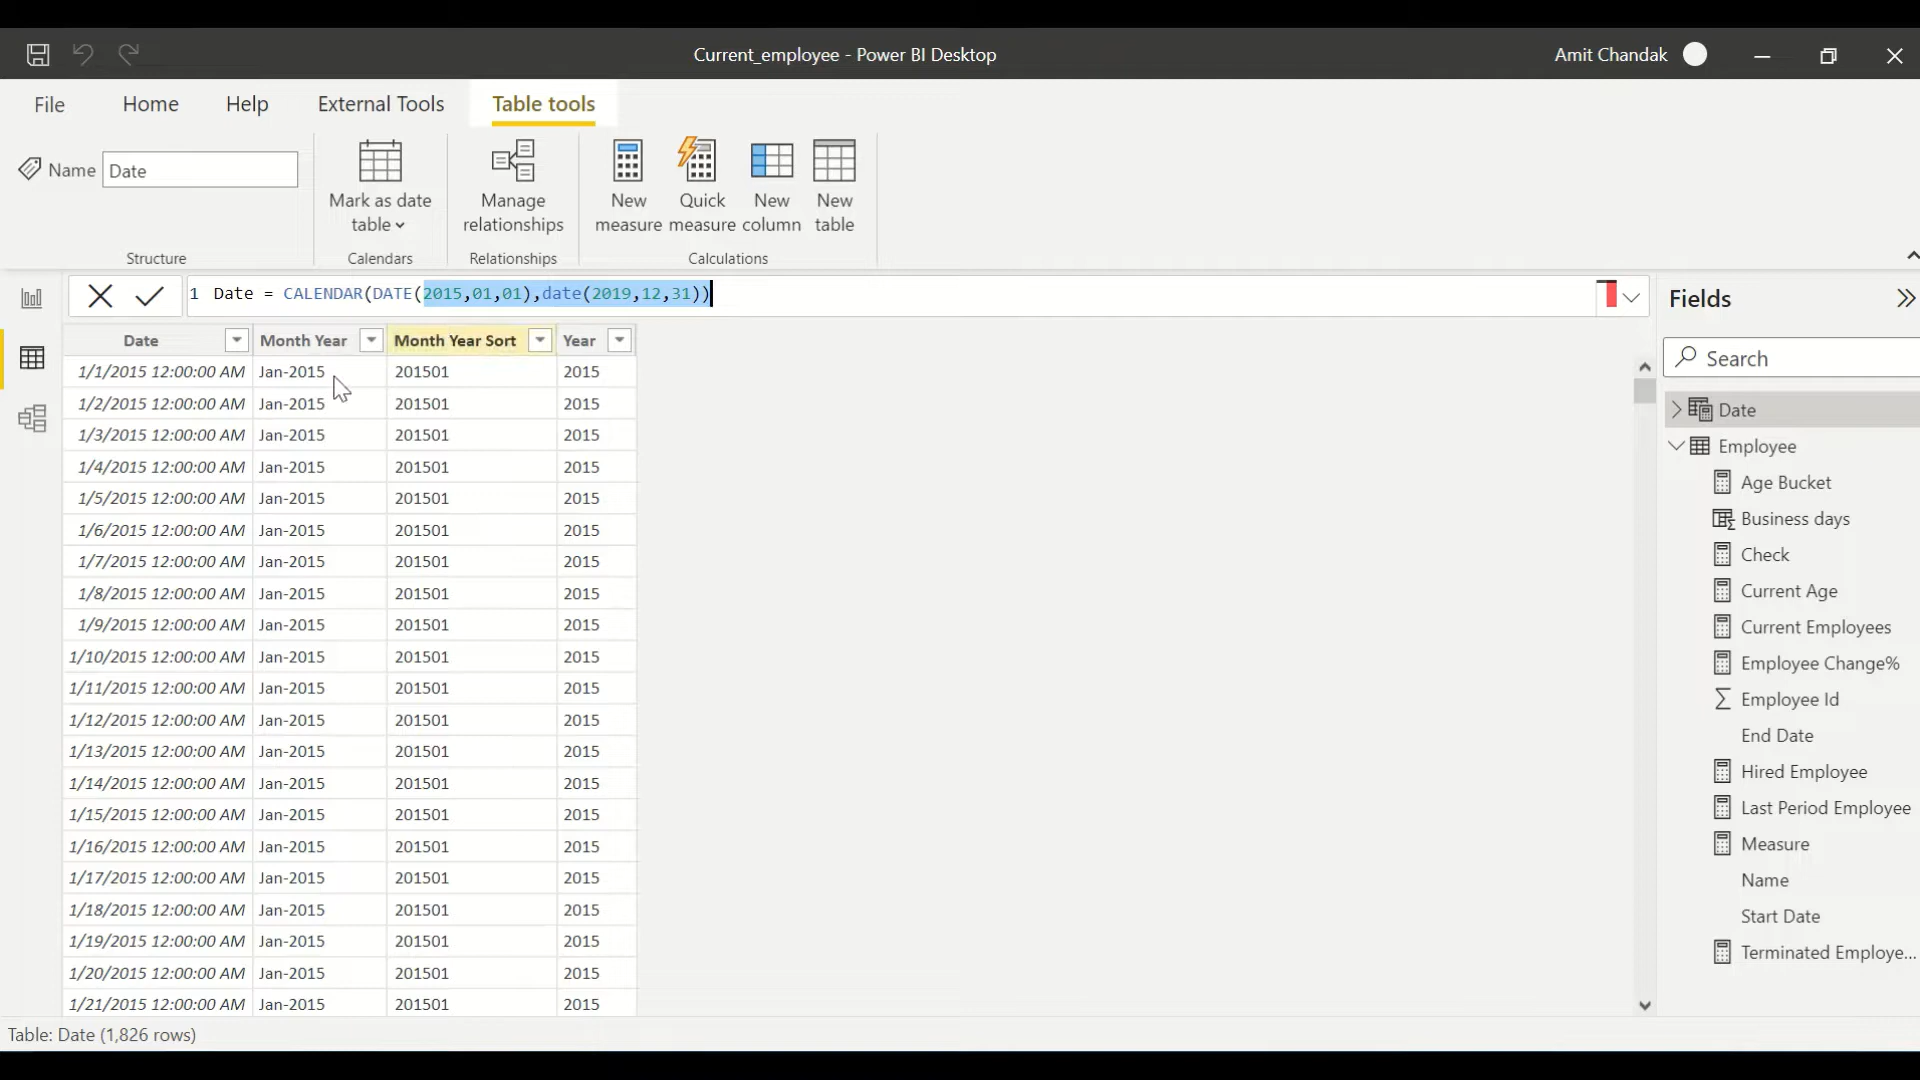 Current_employee - Power BI Desktop
Amit Chandak
File Home Help External Tools Table tools
Name Date
Mark as date table
Manage relationships
New measure
Quick measure
New column
New table
Structure Calendars Relationships Calculations
1 Date = CALENDAR(DATE(2015,01,01),date(2019,12,31))
Date Month Year Month Year Sort Year
1/1/2015 12:00:00 AM Jan-2015 201501 2015
1/2/2015 12:00:00 AM Jan-2015 201501 2015
1/3/2015 12:00:00 AM Jan-2015 201501 2015
1/4/2015 12:00:00 AM Jan-2015 201501 2015
1/5/2015 12:00:00 AM Jan-2015 201501 2015
1/6/2015 12:00:00 AM Jan-2015 201501 2015
1/7/2015 12:00:00 AM Jan-2015 201501 2015
1/8/2015 12:00:00 AM Jan-2015 201501 2015
1/9/2015 12:00:00 AM Jan-2015 201501 2015
1/10/2015 12:00:00 AM Jan-2015 201501 2015
1/11/2015 12:00:00 AM Jan-2015 201501 2015
1/12/2015 12:00:00 AM Jan-2015 201501 2015
1/13/2015 12:00:00 AM Jan-2015 201501 2015
1/14/2015 12:00:00 AM Jan-2015 201501 2015
1/15/2015 12:00:00 AM Jan-2015 201501 2015
1/16/2015 12:00:00 AM Jan-2015 201501 2015
1/17/2015 12:00:00 AM Jan-2015 201501 2015
1/18/2015 12:00:00 AM Jan-2015 201501 2015
1/19/2015 12:00:00 AM Jan-2015 201501 2015
1/20/2015 12:00:00 AM Jan-2015 201501 2015
1/21/2015 12:00:00 AM Jan-2015 201501 2015
Table: Date (1,826 rows)
Fields
Search
Date
Employee
Age Bucket
Business days
Check
Current Age
Current Employees
Employee Change%
Employee Id
End Date
Hired Employee
Last Period Employee
Measure
Name
Start Date
Terminated Employe...